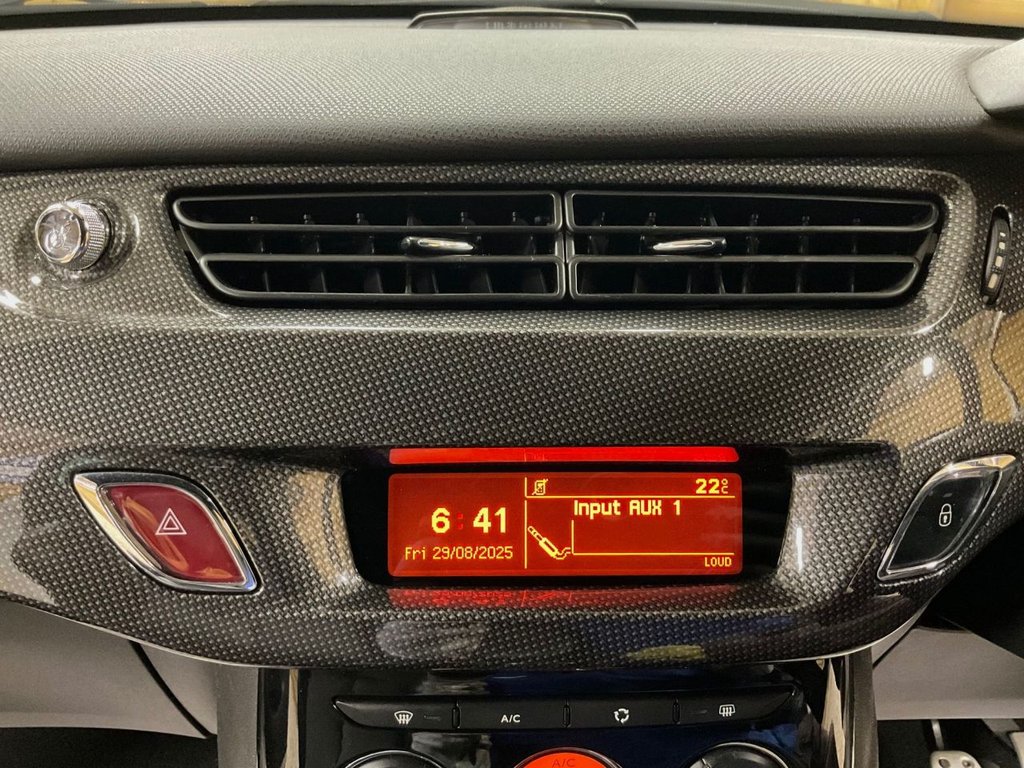 22°C
Input AUX 1
6:41
Fri 29/08/2025
LOUD
A/C
A/C